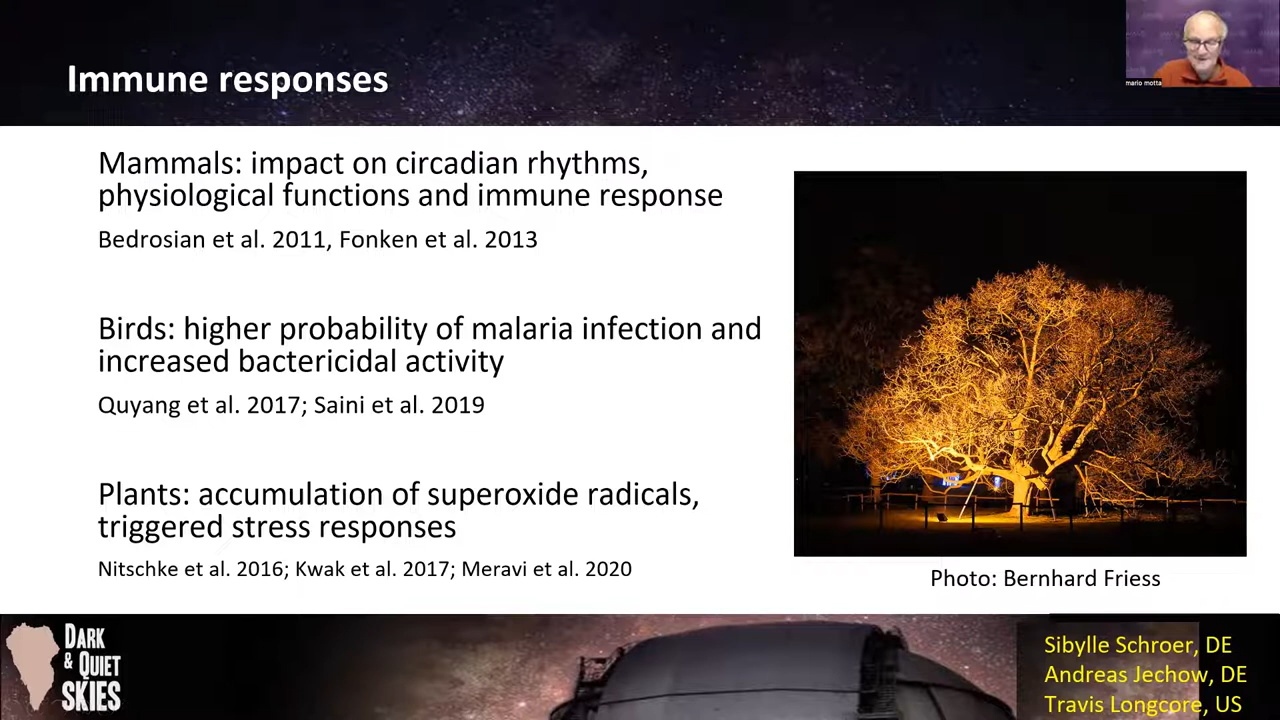 Immune responses
mario motta
Mammals: impact on circadian rhythms,
physiological functions and immune response
Bedrosian et al. 2011, Fonken et al. 2013
Birds: higher probability of malaria infection and
increased bactericidal activity
Quyang et al. 2017; Saini et al. 2019
Plants: accumulation of superoxide radicals,
triggered stress responses
Nitschke et al. 2016; Kwak et al. 2017; Meravi et al. 2020
Photo: Bernhard Friess
DARK
& QUIET
SKIES
Sibylle Schroer, DE
Andreas Jechow, DE
Travis Longcore, US